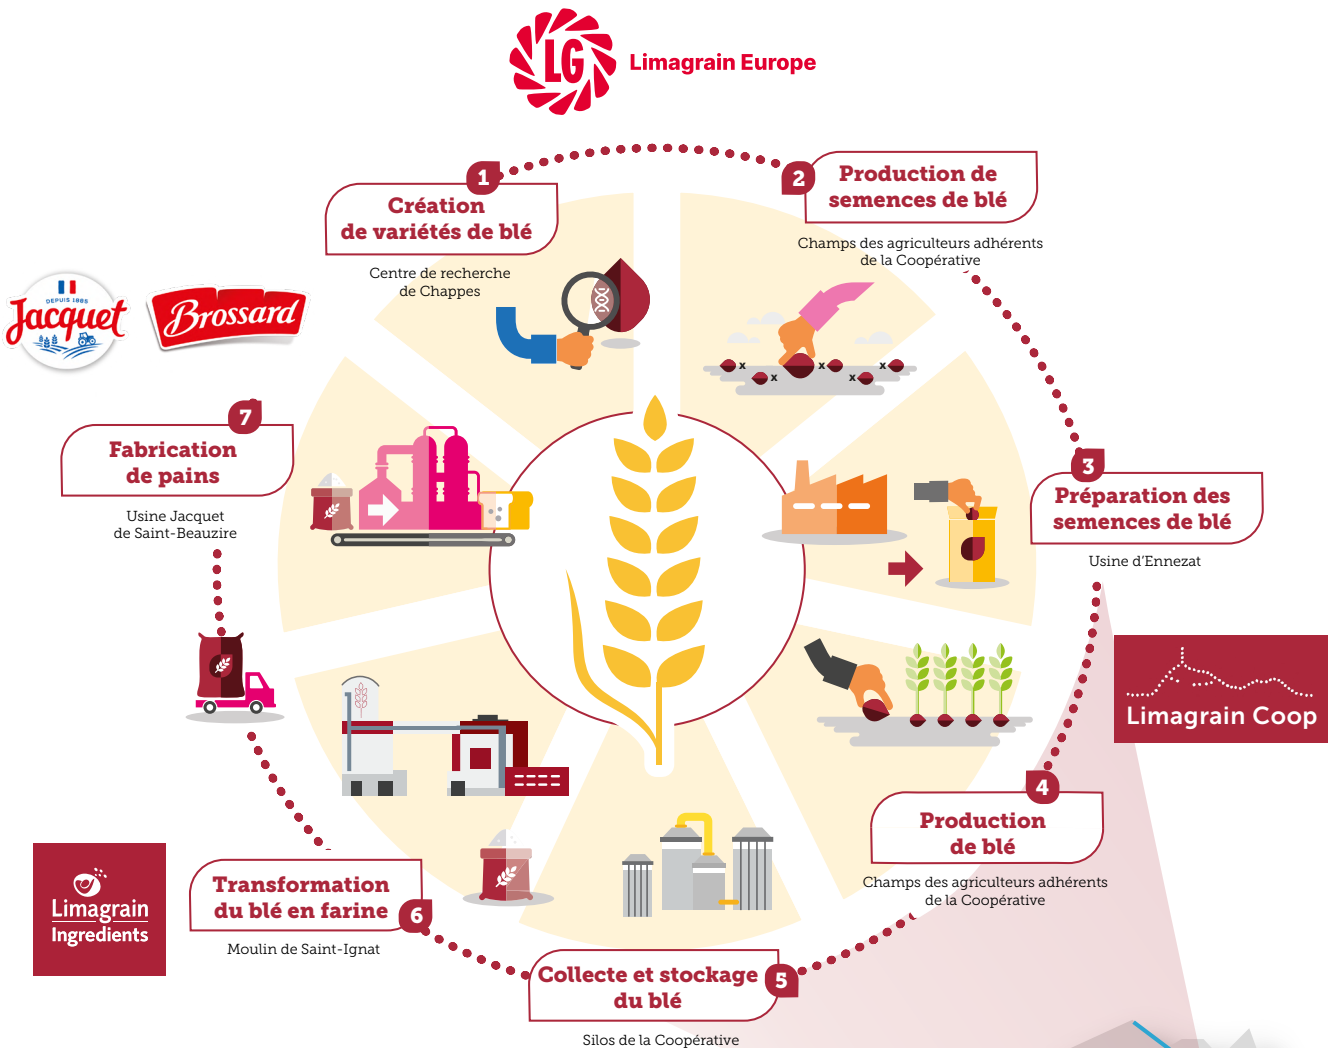 LG
Limagrain Europe
1
Création
de variétés de blé
Centre de recherche
de Chappes
2
Production de
semences de blé
Champs des agriculteurs adhérents
de la Coopérative
x x x x x
3
Préparation des
semences de blé
Usine d’Ennezat
Limagrain Coop
4
Production
de blé
Champs des agriculteurs adhérents
de la Coopérative
5
Collecte et stockage
du blé
Silos de la Coopérative
6
Transformation
du blé en farine
Moulin de Saint-Ignat
Limagrain
Ingredients
7
Fabrication
de pains
Usine Jacquet
de Saint-Beauzire
DEPUIS 1885
Jacquet
Brossard